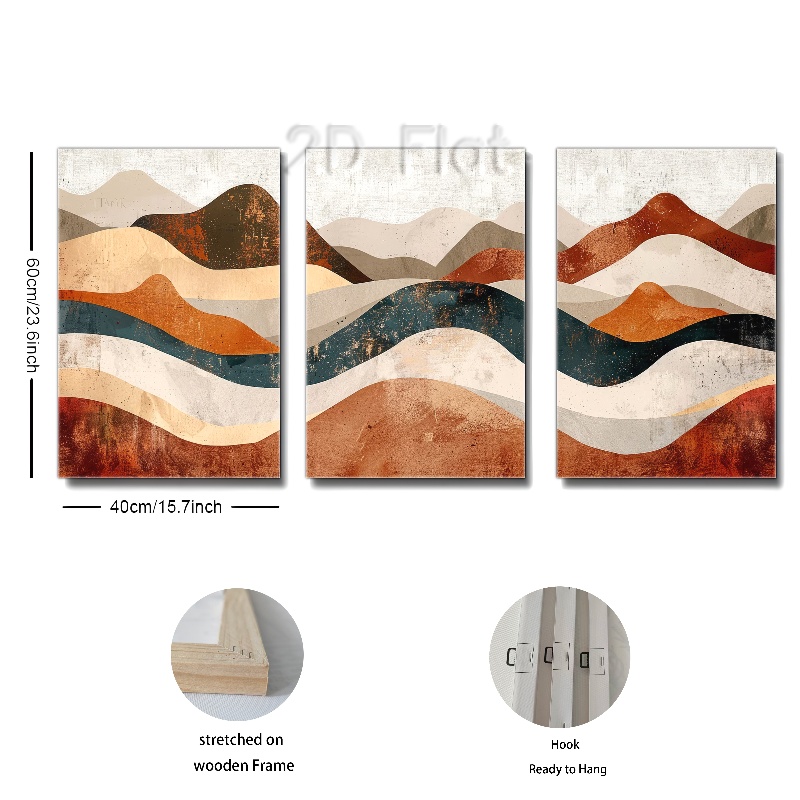 2D Flat
60cm/23.6inch
40cm/15.7inch
stretched on
wooden Frame
Hook
Ready to Hang